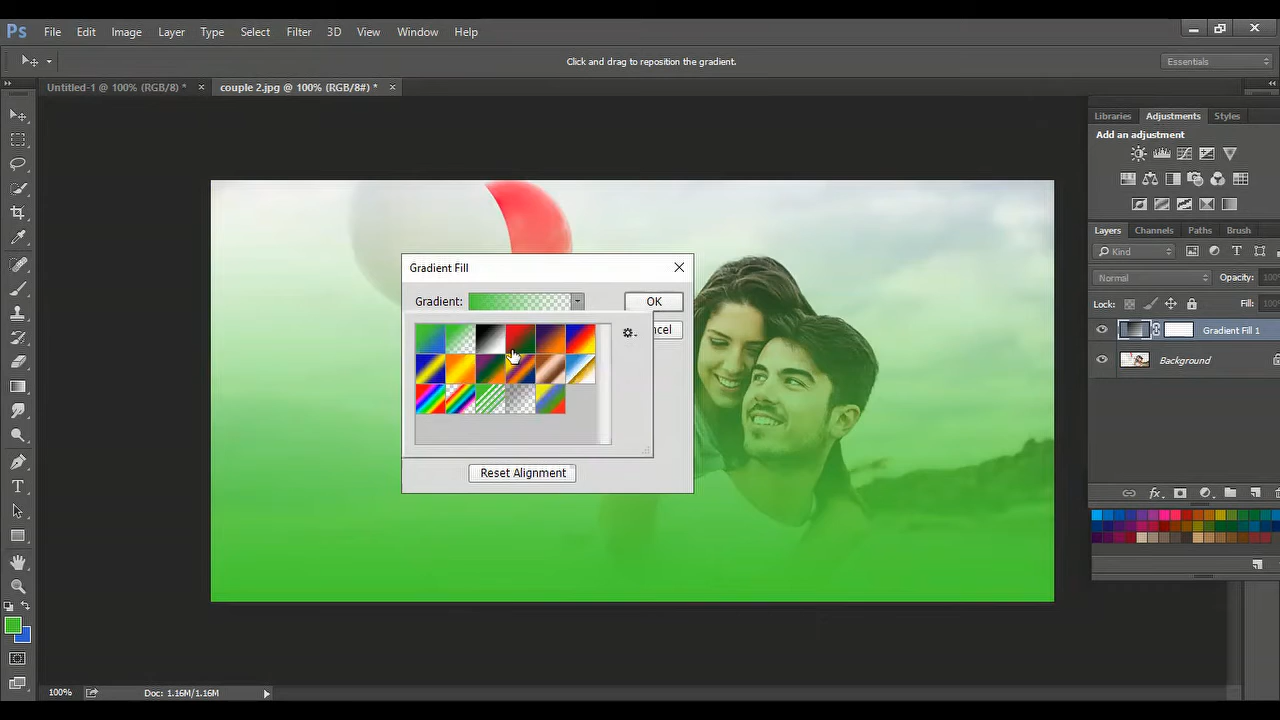 Ps File Edit Image Layer Type Select Filter 3D View Window Help
Click and drag to reposition the gradient.
Essentials
Untitled-1 @ 100% (RGB/8) *
couple 2.jpg @ 100% (RGB/8#) *
Libraries Adjustments Styles
Add an adjustment
Gradient Fill
Gradient:
OK
ncel
Reset Alignment
Layers Channels Paths Brush
Kind
Normal Opacity: 100
Lock: Fill: 100
Gradient Fill 1
Background
100% Doc: 1.16M/1.16M